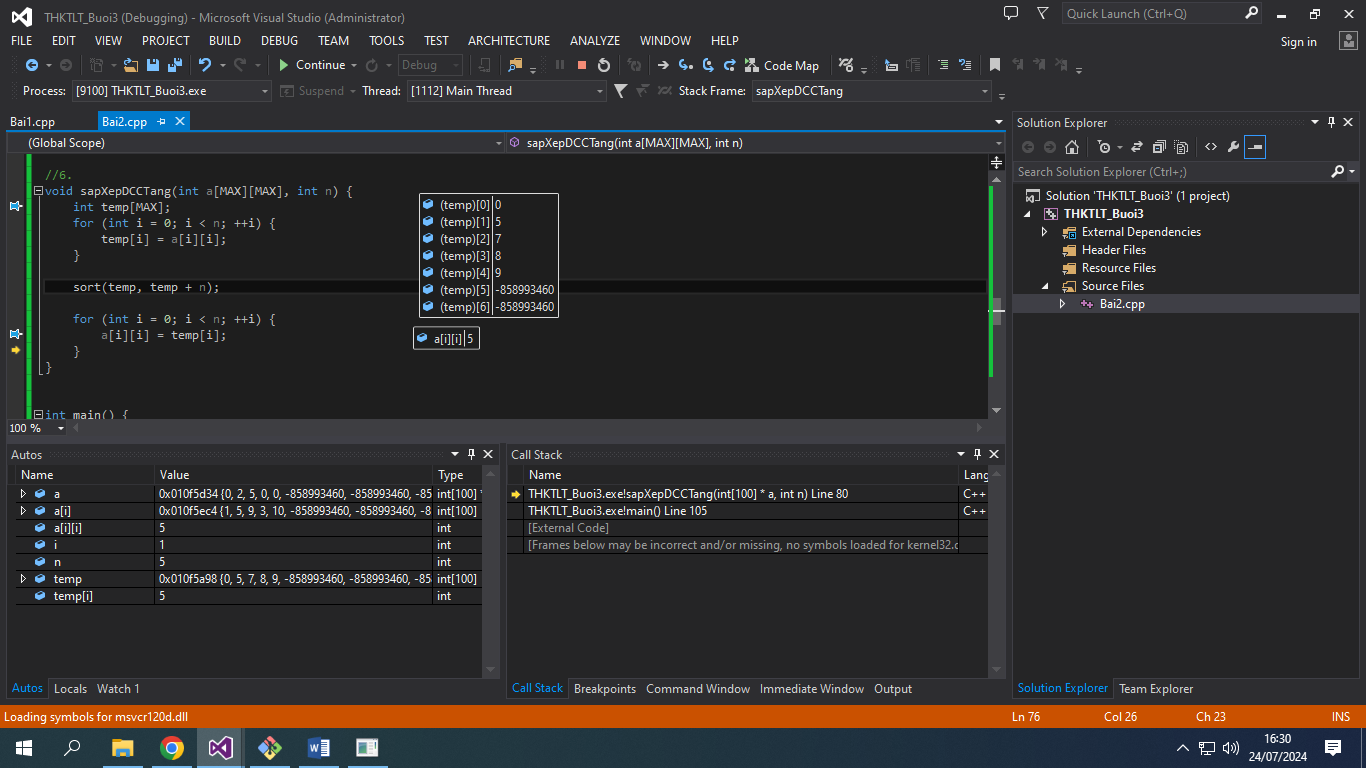 THKTLT_Buoi3 (Debugging) - Microsoft Visual Studio (Administrator)
Quick Launch (Ctrl+Q)
FILE EDIT VIEW PROJECT BUILD DEBUG TEAM TOOLS TEST ARCHITECTURE ANALYZE WINDOW HELP
Sign in
Continue Debug Code Map
Process: [9100] THKTLT_Buoi3.exe Suspend Thread: [1112] Main Thread Stack Frame: sapXepDCCTang
Bai1.cpp Bai2.cpp
(Global Scope) sapXepDCCTang(int a[MAX][MAX], int n)
//6.
void sapXepDCCTang(int a[MAX][MAX], int n) {
int temp[MAX];
for (int i = 0; i < n; ++i) {
temp[i] = a[i][i];
}
sort(temp, temp + n);
for (int i = 0; i < n; ++i) {
a[i][i] = temp[i];
}
}
int main() {
(temp)[0] 0
(temp)[1] 5
(temp)[2] 7
(temp)[3] 8
(temp)[4] 9
(temp)[5] -858993460
(temp)[6] -858993460
a[i][i] 5
100 %
Solution Explorer
Search Solution Explorer (Ctrl+;)
Solution 'THKTLT_Buoi3' (1 project)
THKTLT_Buoi3
External Dependencies
Header Files
Resource Files
Source Files
Bai2.cpp
Autos
Name Value Type
a 0x010f5d34 {0, 2, 5, 0, 0, -858993460, -858993460, -85 int[100] *
a[i] 0x010f5ec4 {1, 5, 9, 3, 10, -858993460, -858993460, -8 int[100]
a[i][i] 5 int
i 1 int
n 5 int
temp 0x010f5a98 {0, 5, 7, 8, 9, -858993460, -858993460, -85 int[100]
temp[i] 5 int
Autos Locals Watch 1
Call Stack
Name Lang
THKTLT_Buoi3.exe!sapXepDCCTang(int[100] * a, int n) Line 80 C++
THKTLT_Buoi3.exe!main() Line 105 C++
[External Code]
[Frames below may be incorrect and/or missing, no symbols loaded for kernel32.d
Call Stack Breakpoints Command Window Immediate Window Output
Solution Explorer Team Explorer
Loading symbols for msvcr120d.dll
Ln 76 Col 26 Ch 23 INS
16:30
24/07/2024